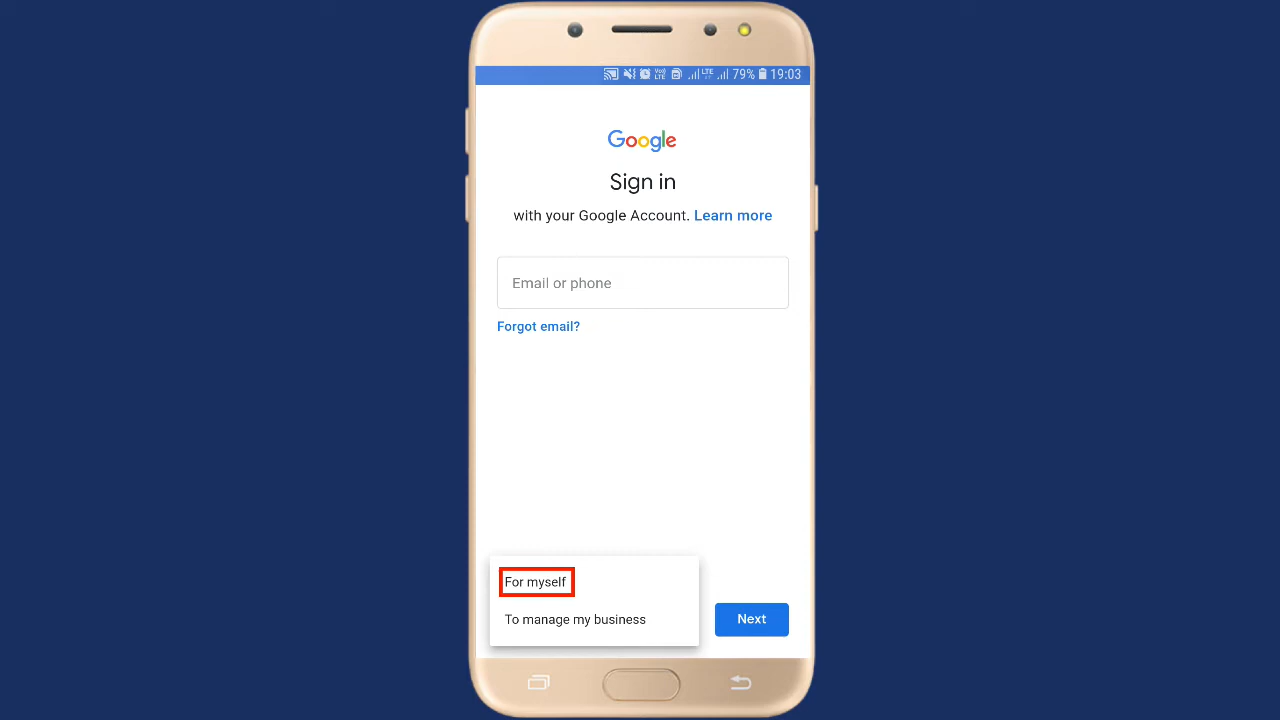 79% 19:03
Google
Sign in
with your Google Account. Learn more
Email or phone
Forgot email?
For myself
To manage my business
Next